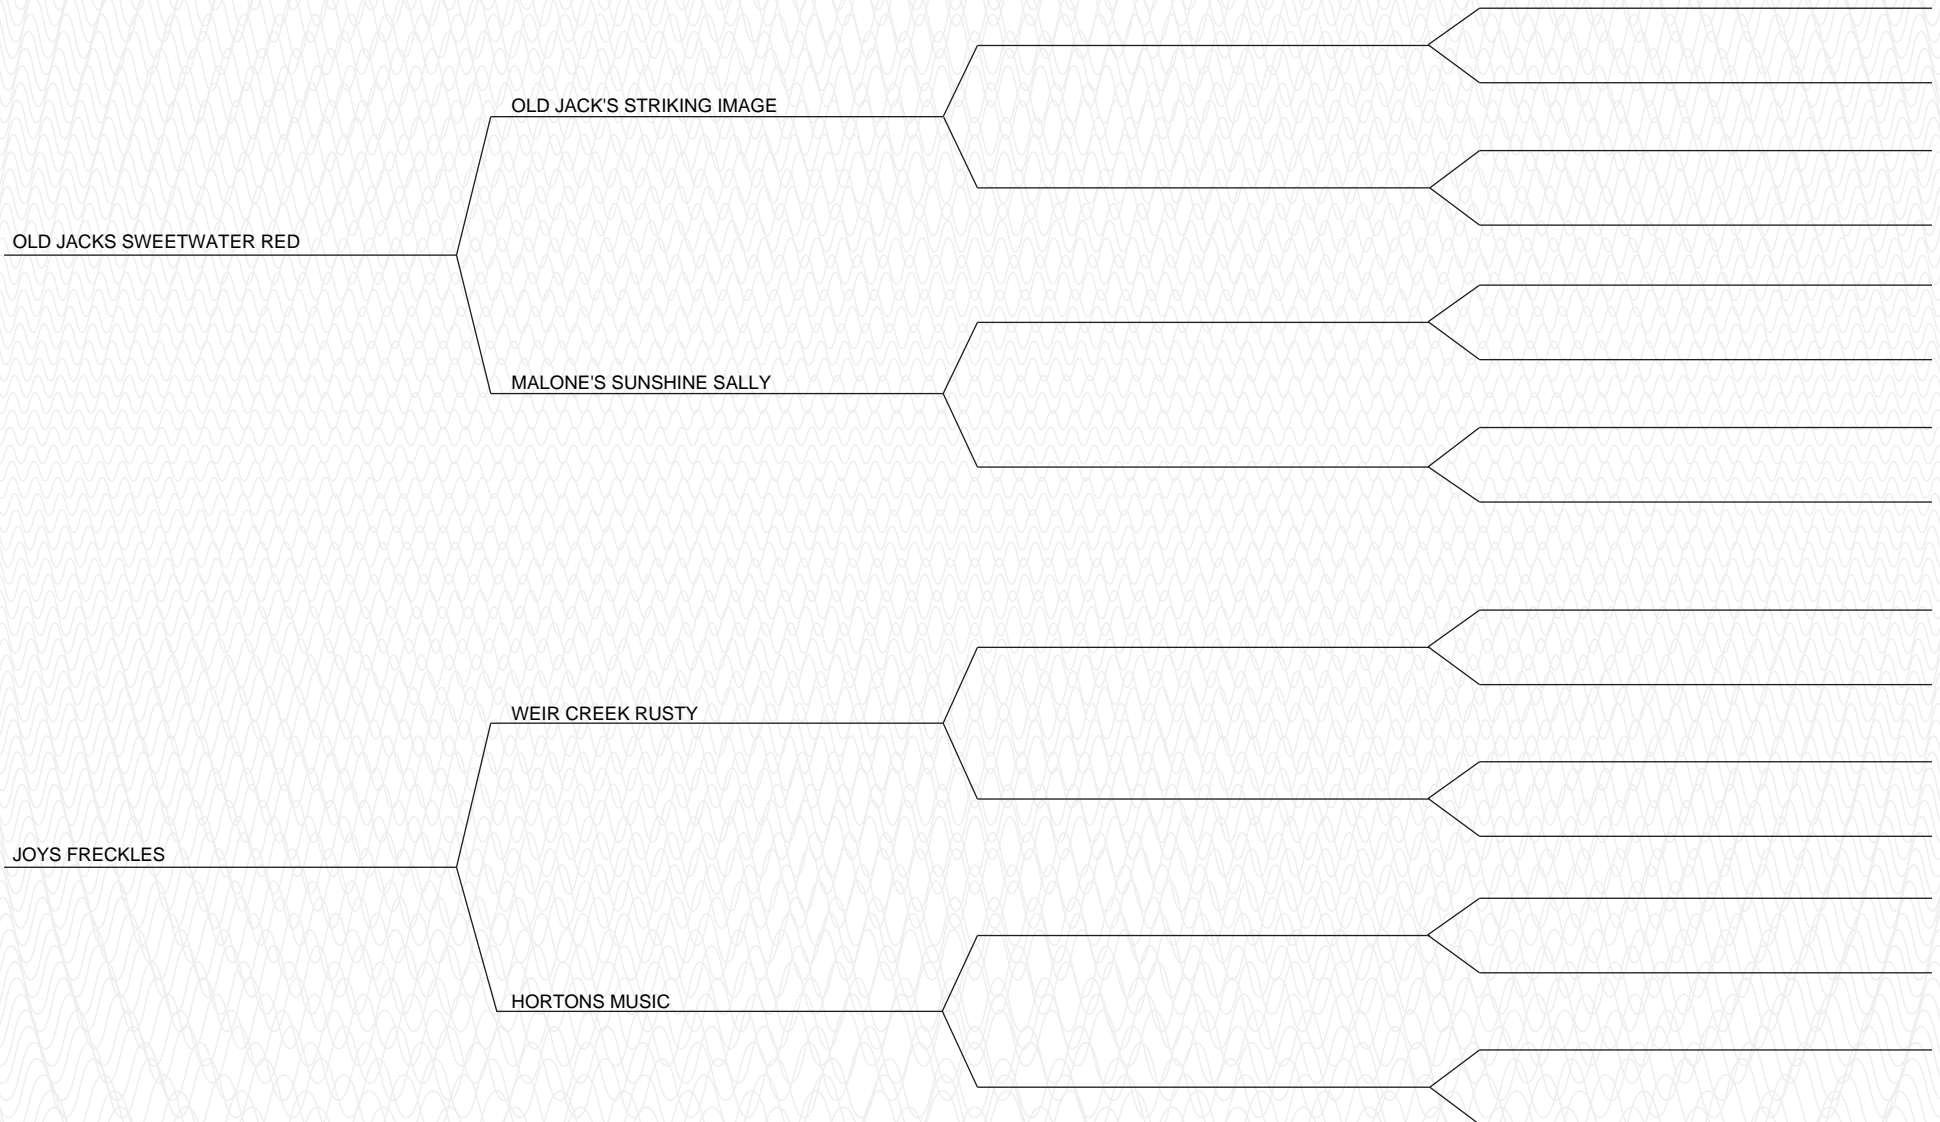 OLD JACK'S STRIKING IMAGE
OLD JACKS SWEETWATER RED
MALONE'S SUNSHINE SALLY
WEIR CREEK RUSTY
JOYS FRECKLES
HORTONS MUSIC